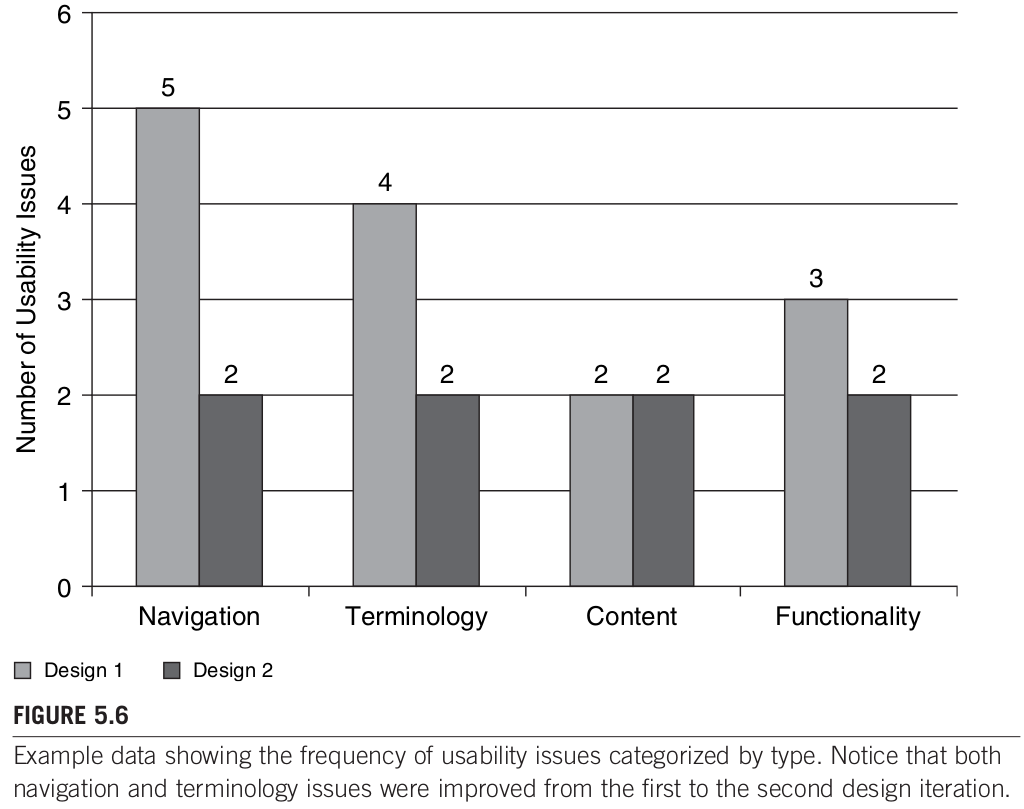 6
5
4
3
2
1
0
Number of Usability Issues
5
2
4
2
2
2
3
2
Navigation
Terminology
Content
Functionality
Design 1
Design 2
FIGURE 5.6
Example data showing the frequency of usability issues categorized by type. Notice that both
navigation and terminology issues were improved from the first to the second design iteration.